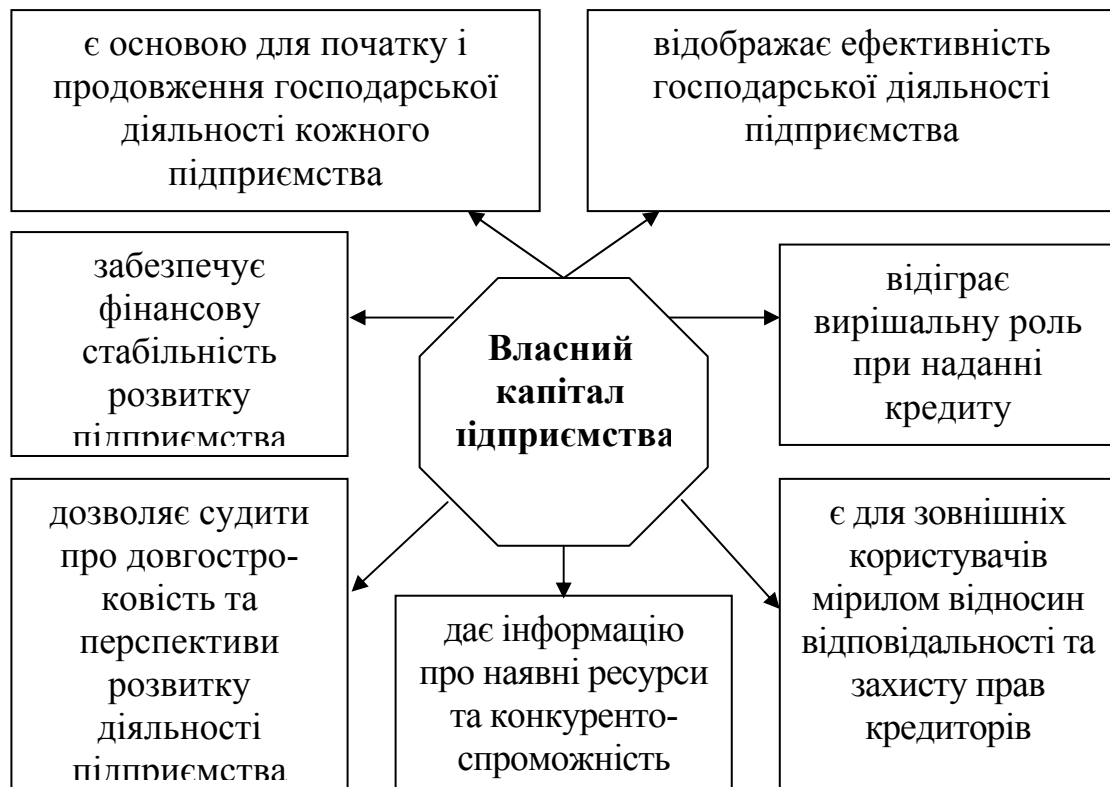 є основою для початку і
продовження господарської
діяльності кожного
підприємства
відображає ефективність
господарської діяльності
підприємства
забезпечує
фінансову
стабільність
розвитку
підприємства
Власний
капітал
підприємства
відіграє
вирішальну роль
при наданні
кредиту
дозволяє судити
про довгостро-
ковість та
перспективи
розвитку
діяльності
підприємства
дає інформацію
про наявні ресурси
та конкуренто-
спроможність
є для зовнішніх
користувачів
мірилом відносин
відповідальності та
захисту прав
кредиторів